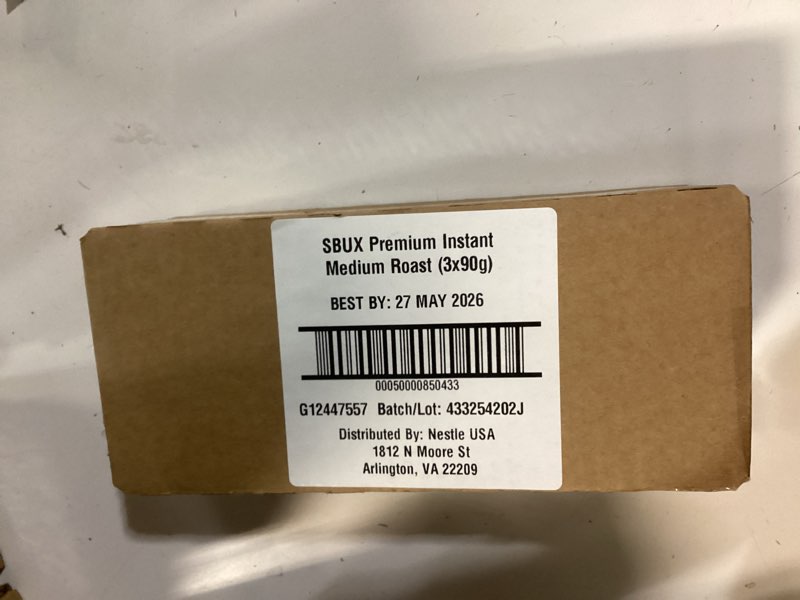 SBUX Premium Instant
Medium Roast (3x90g)
BEST BY: 27 MAY 2026
00050000850433
G12447557 Batch/Lot: 433254202J
Distributed By: Nestle USA
1812 N Moore St
Arlington, VA 22209